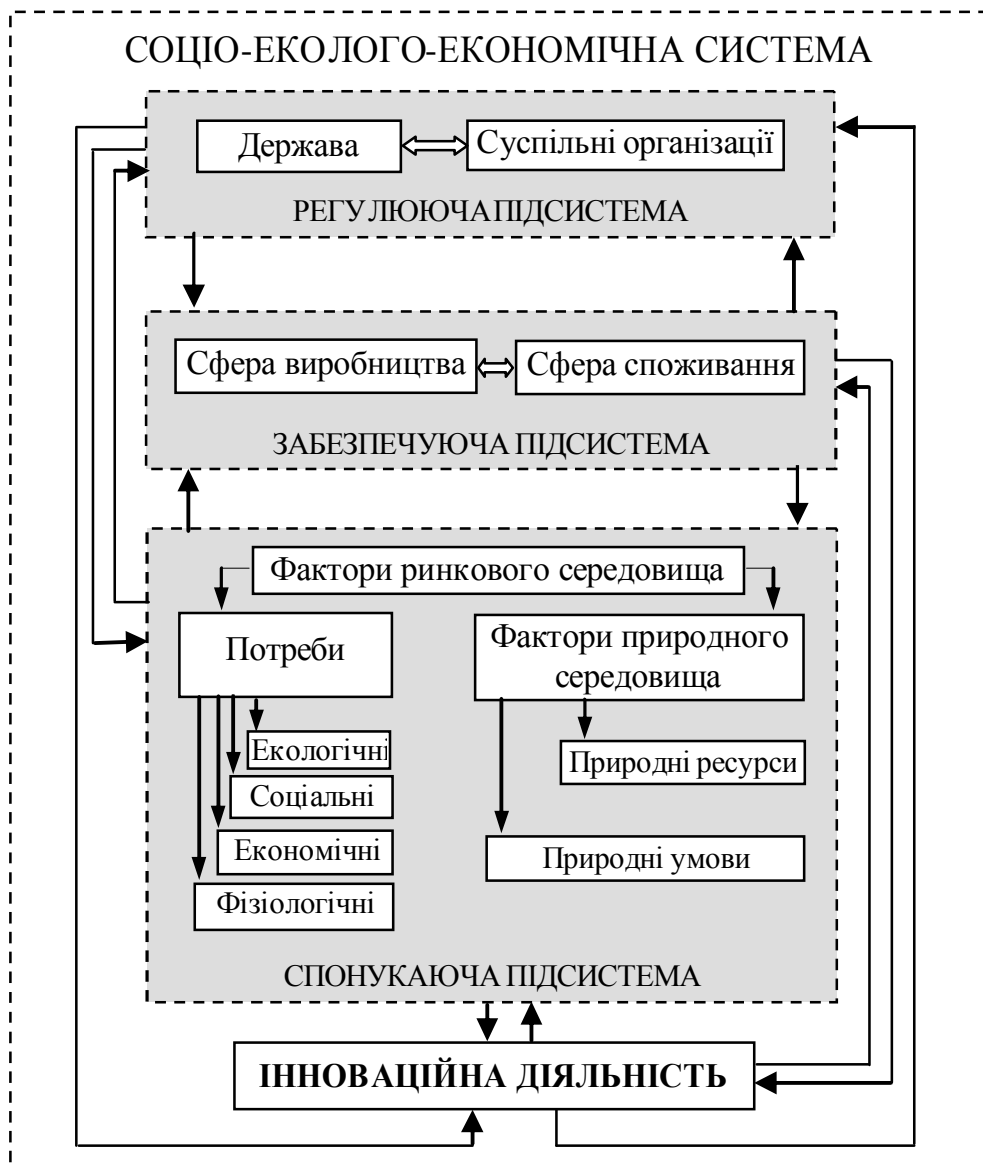 СОЦІО-ЕКОЛОГО-ЕКОНОМІЧНА СИСТЕМА
Держава
Суспільні організації
РЕГУЛЮЮЧА ПІДСИСТЕМА
Сфера виробництва
Сфера споживання
ЗАБЕЗПЕЧУЮЧА ПІДСИСТЕМА
Фактори ринкового середовища
Потреби
Фактори природного
середовища
Екологічні
Природні ресурси
Соціальні
Економічні
Природні умови
Фізіологічні
СПОНУКАЮЧА ПІДСИСТЕМА
ІННОВАЦІЙНА ДІЯЛЬНІСТЬ